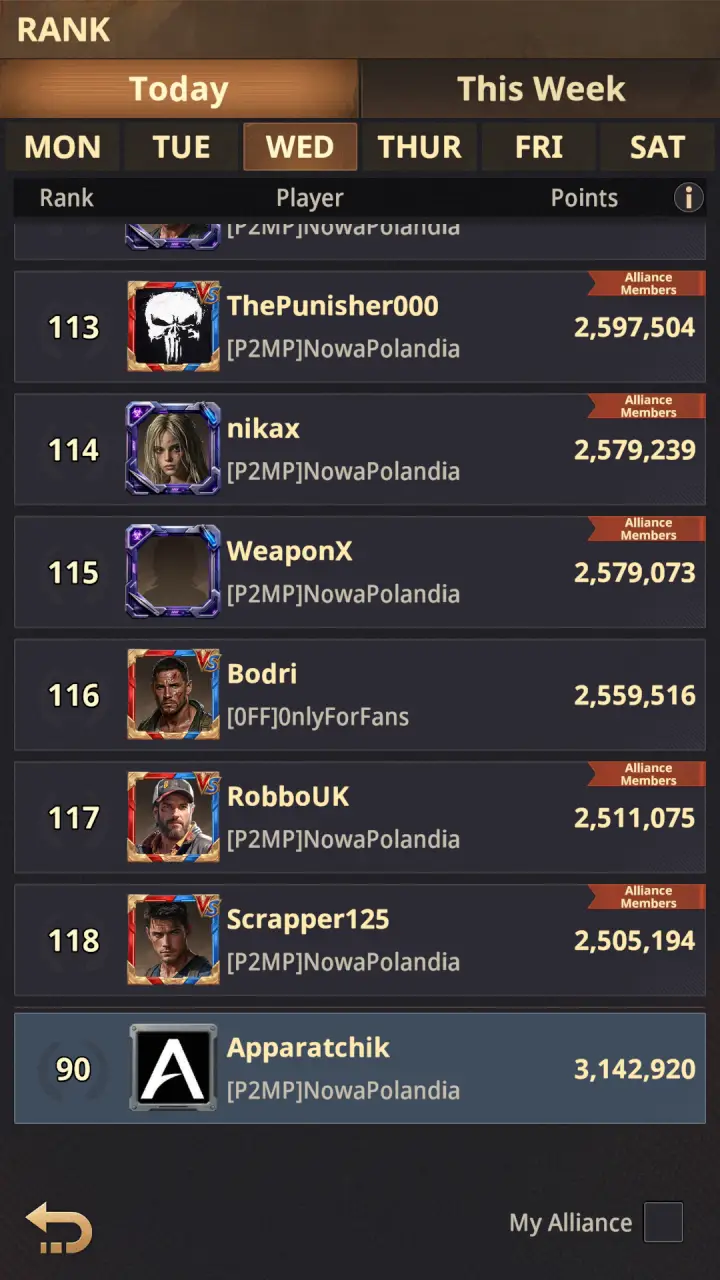 RANK
Today
This Week
MON TUE WED THUR FRI SAT
Rank Player Points i
[P2MP]NowaPolandia
Alliance
Members
113 ThePunisher000 2,597,504
[P2MP]NowaPolandia
VS
Alliance
Members
114 nikax 2,579,239
[P2MP]NowaPolandia
Alliance
Members
115 WeaponX 2,579,073
[P2MP]NowaPolandia
116 Bodri 2,559,516
[0FF]0nlyForFans
VS
Alliance
Members
117 RobboUK 2,511,075
[P2MP]NowaPolandia
VS
Alliance
Members
118 Scrapper125 2,505,194
[P2MP]NowaPolandia
VS
90 Apparatchik 3,142,920
[P2MP]NowaPolandia
A
My Alliance